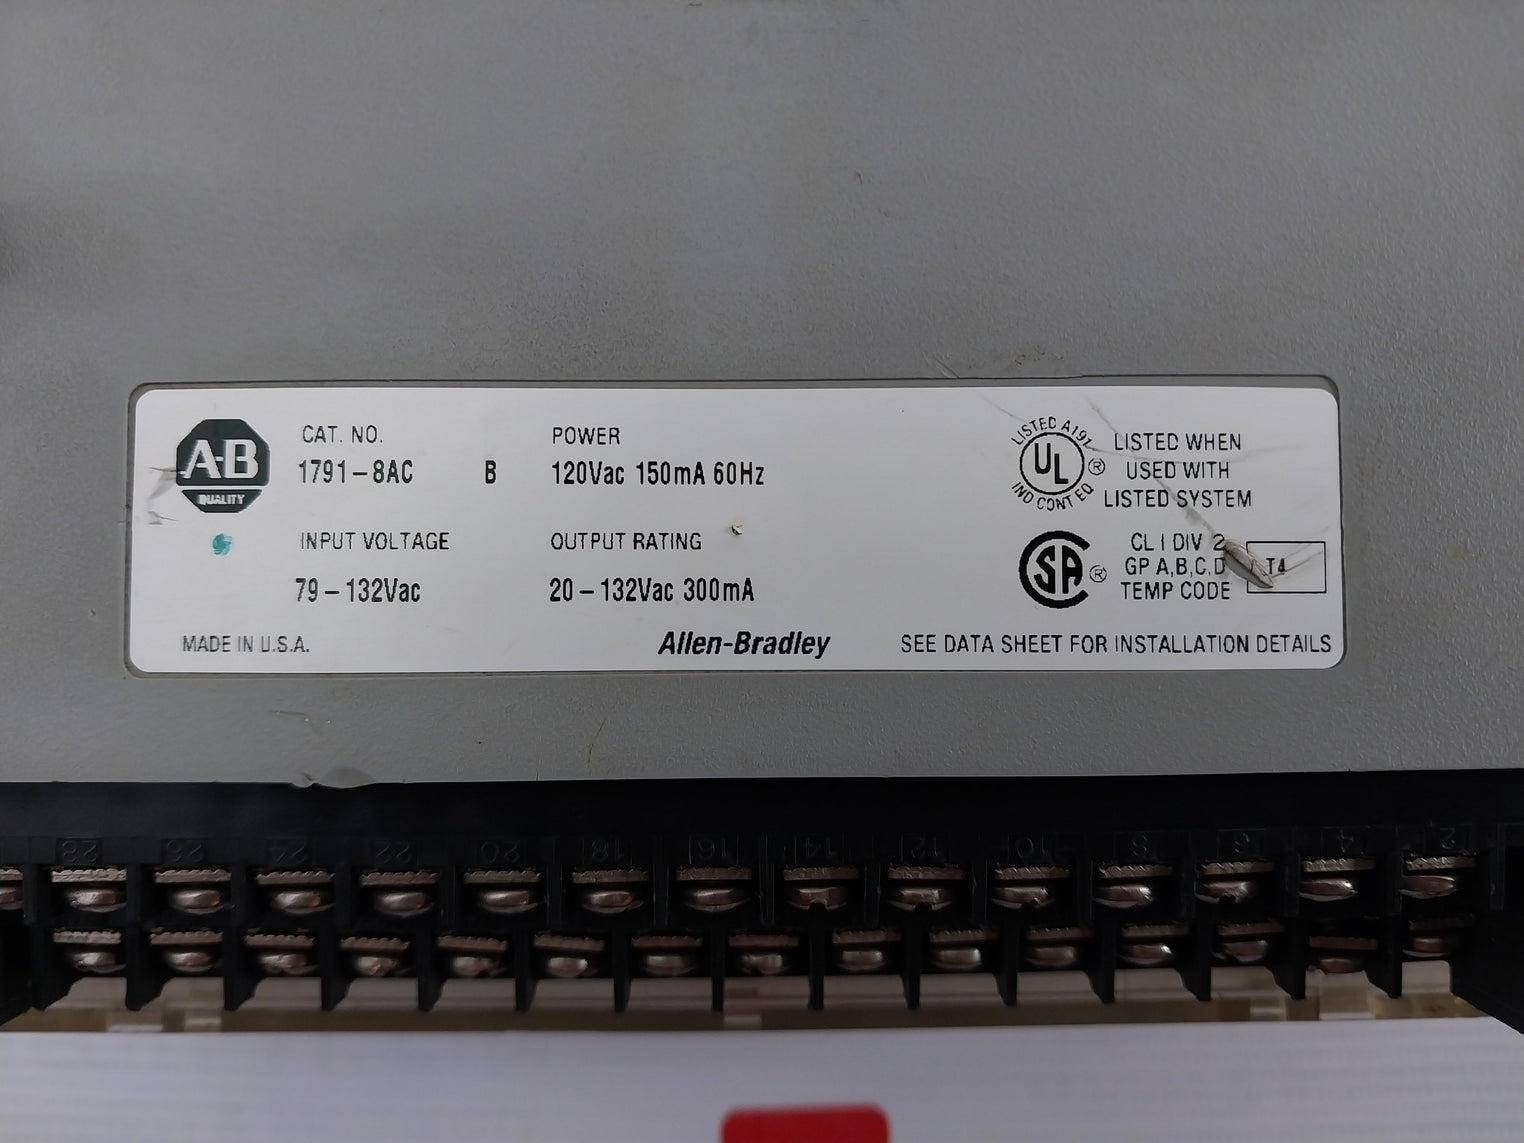 A-B
QUALITY
CAT. NO.
1791-8AC B
POWER
120Vac 150mA 60Hz
INPUT VOLTAGE
79-132Vac
OUTPUT RATING
20-132Vac 300mA
MADE IN U.S.A.
Allen-Bradley
LISTED A197
UL ®
IND CONT EQ
LISTED WHEN
USED WITH
LISTED SYSTEM
SA ®
CL I DIV 2
GP A,B,C,D
TEMP CODE
T4
SEE DATA SHEET FOR INSTALLATION DETAILS
28 26 24 22 20 18 16 14 12 10 8 6 4 2